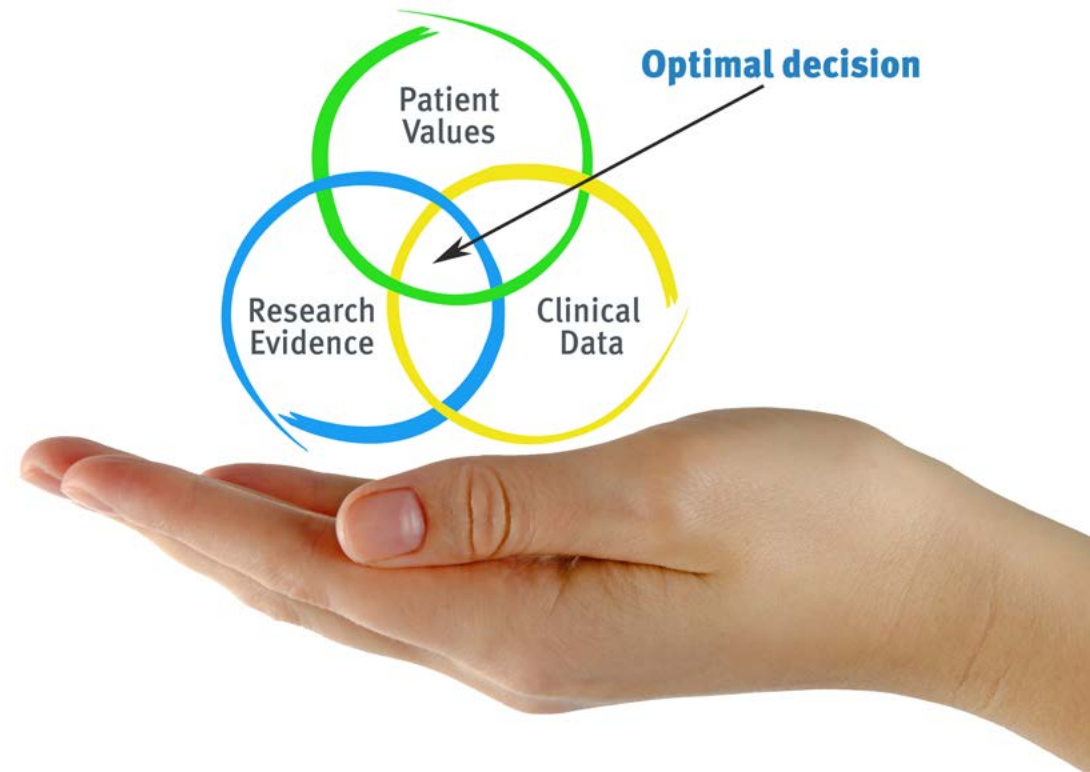 Optimal decision
Patient
Values
Research
Evidence
Clinical
Data